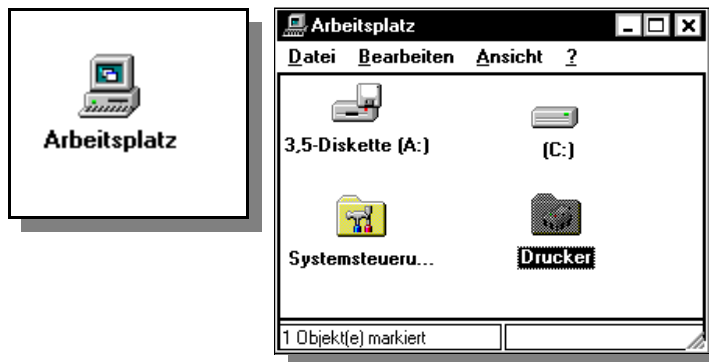 Arbeitsplatz
Arbeitsplatz
Datei Bearbeiten Ansicht ?
3,5-Diskette (A:)
(C:)
Systemsteueru...
Drucker
1 Objekt(e) markiert